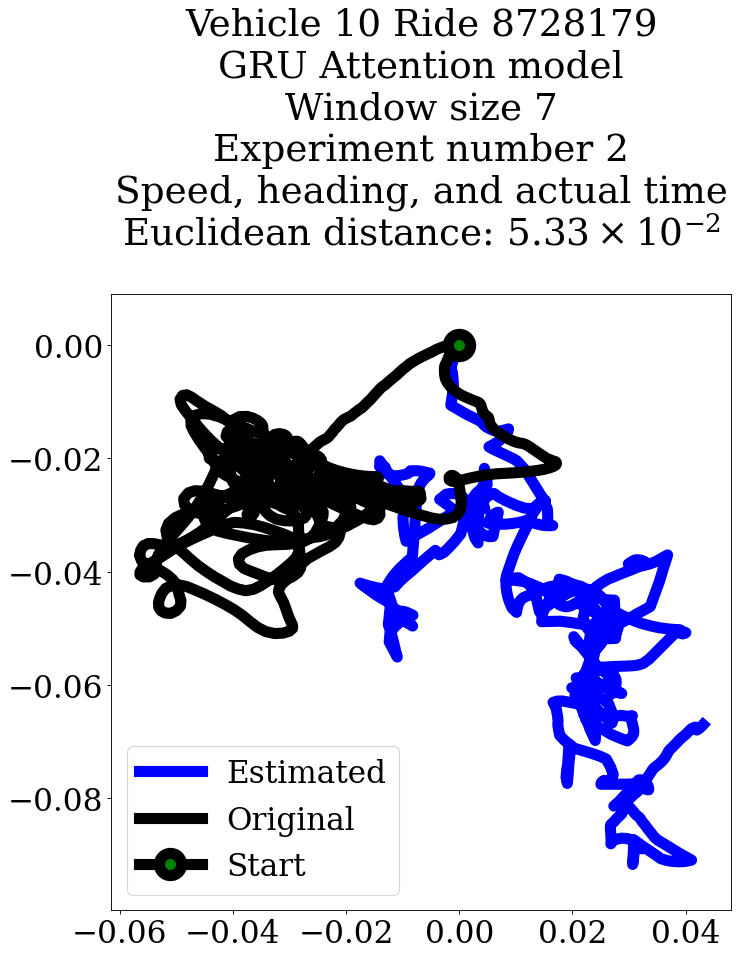 Vehicle 10 Ride 8728179
GRU Attention model
Window size 7
Experiment number 2
Speed, heading, and actual time
Euclidean distance: 5.33 × 10⁻²
0.00
−0.02
−0.04
−0.06
−0.08
Estimated
Original
Start
−0.06 −0.04 −0.02 0.00 0.02 0.04